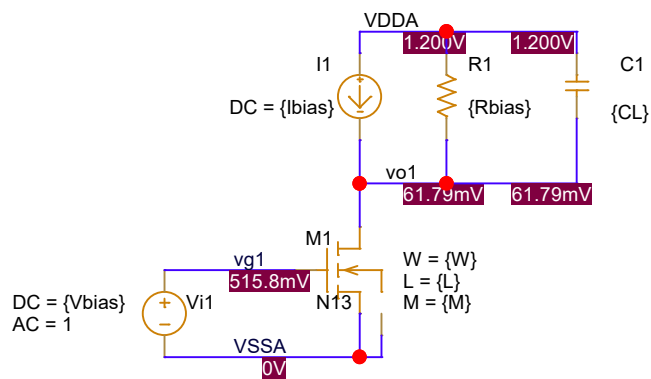 VDDA
1.200V 1.200V
I1 R1 C1
DC = {Ibias} {Rbias} {CL}
vo1
61.79mV 61.79mV
M1
vg1 W = {W}
515.8mV L = {L}
N13 M = {M}
DC = {Vbias} Vi1
AC = 1
VSSA
0V